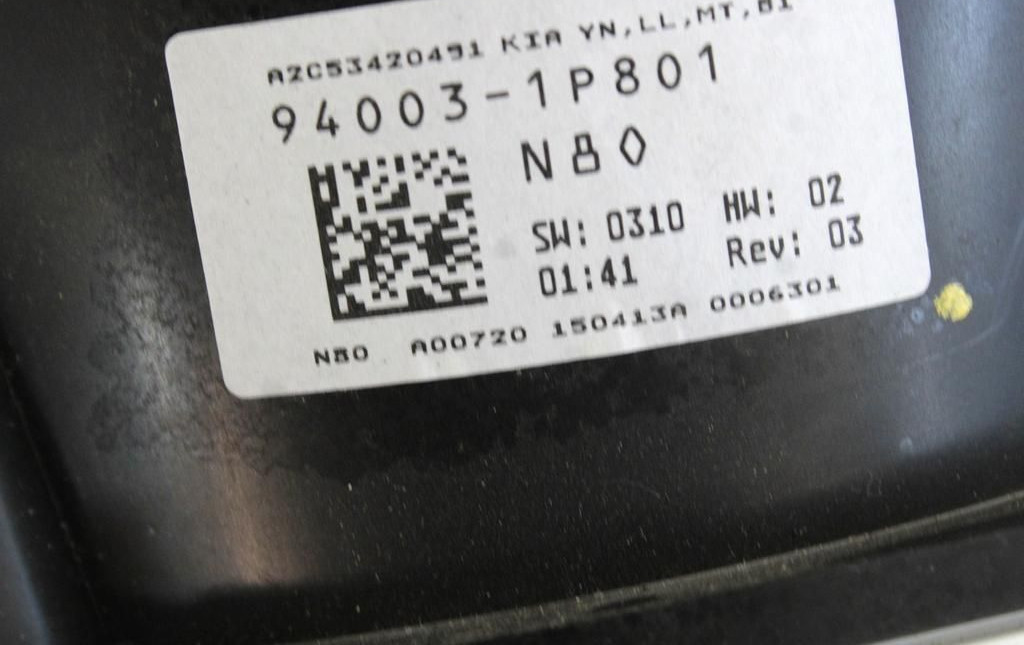 A2C53420491 KIA YN,LL,MT,B1
94003-1P801
N80
SW: 0310 HW: 02
01:41 Rev: 03
N80 A00720 150413A 0006301